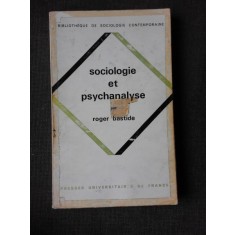 BIBLIOTHÈQUE DE SOCIOLOGIE CONTEMPORAINE
sociologie
et
psychanalyse
par
roger bastide
PRESSES UNIVERSITAIRES DE FRANCE